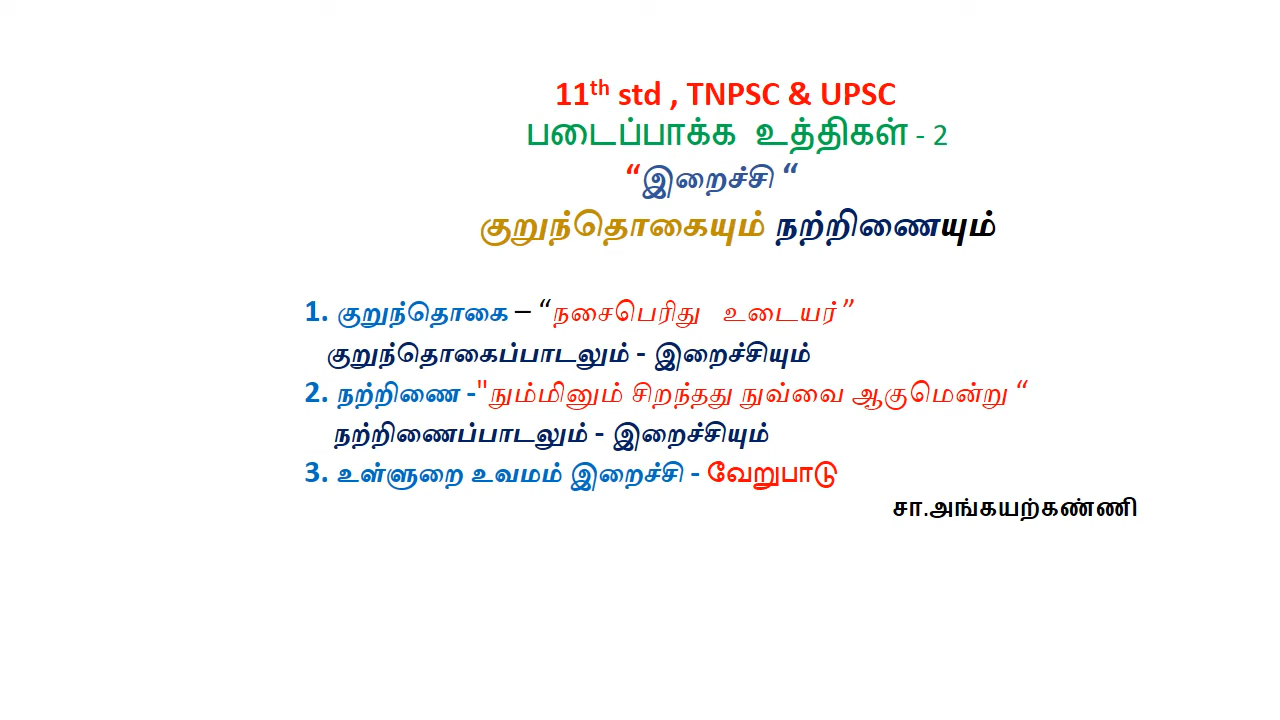 11th std , TNPSC & UPSC
படைப்பாக்க உத்திகள் - 2
“இறைச்சி “
குறுந்தொகையும் நற்றிணையும்
1. குறுந்தொகை – “நசைபெரிது உடையர்”
குறுந்தொகைப்பாடலும் - இறைச்சியும்
2. நற்றிணை -"நும்மினும் சிறந்தது நுவ்வை ஆகுமென்று “
நற்றிணைப்பாடலும் - இறைச்சியும்
3. உள்ளுறை உவமம் இறைச்சி - வேறுபாடு
சா.அங்கயற்கண்ணி